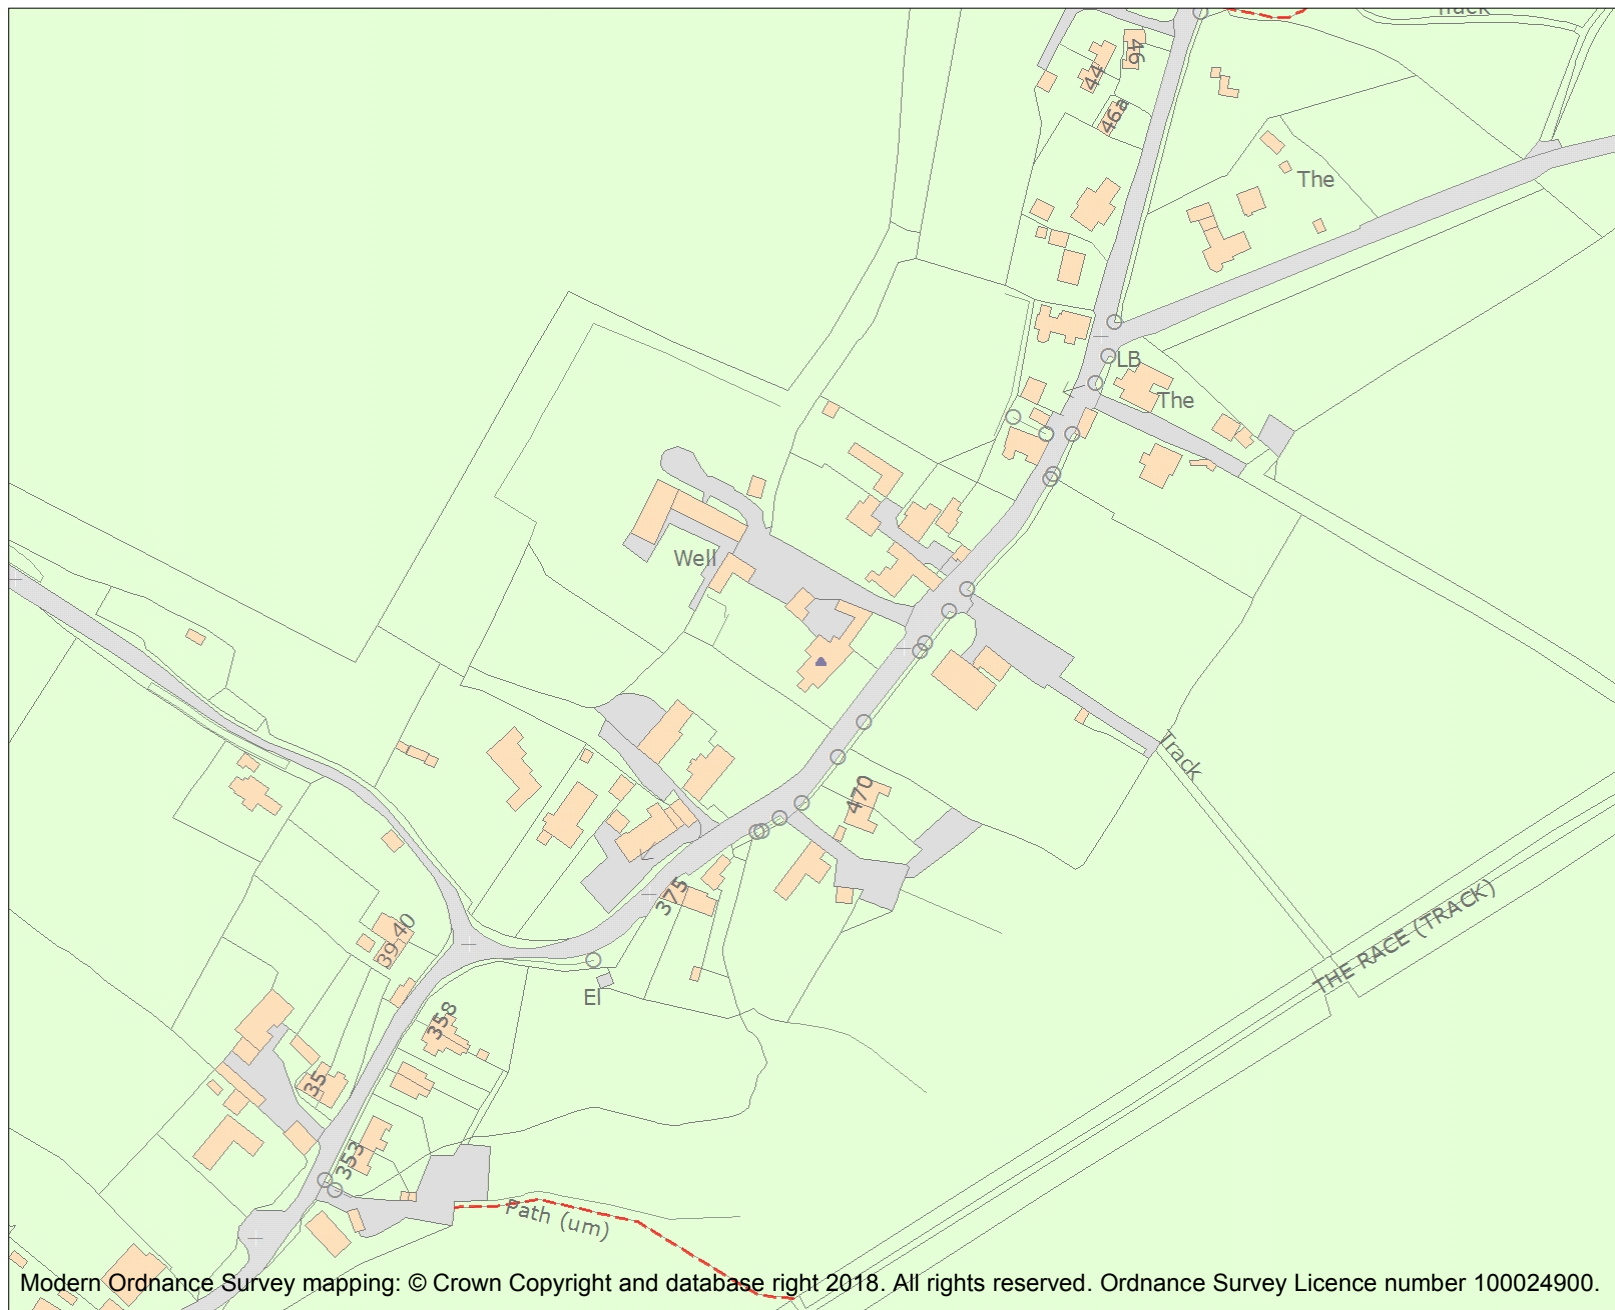 46
44
46a
The
LB
The
Well
Track
470
375
39 40
THE RACE (TRACK)
El
358
35
353
Path (um)
Modern Ordnance Survey mapping: © Crown Copyright and database right 2018. All rights reserved. Ordnance Survey Licence number 100024900.